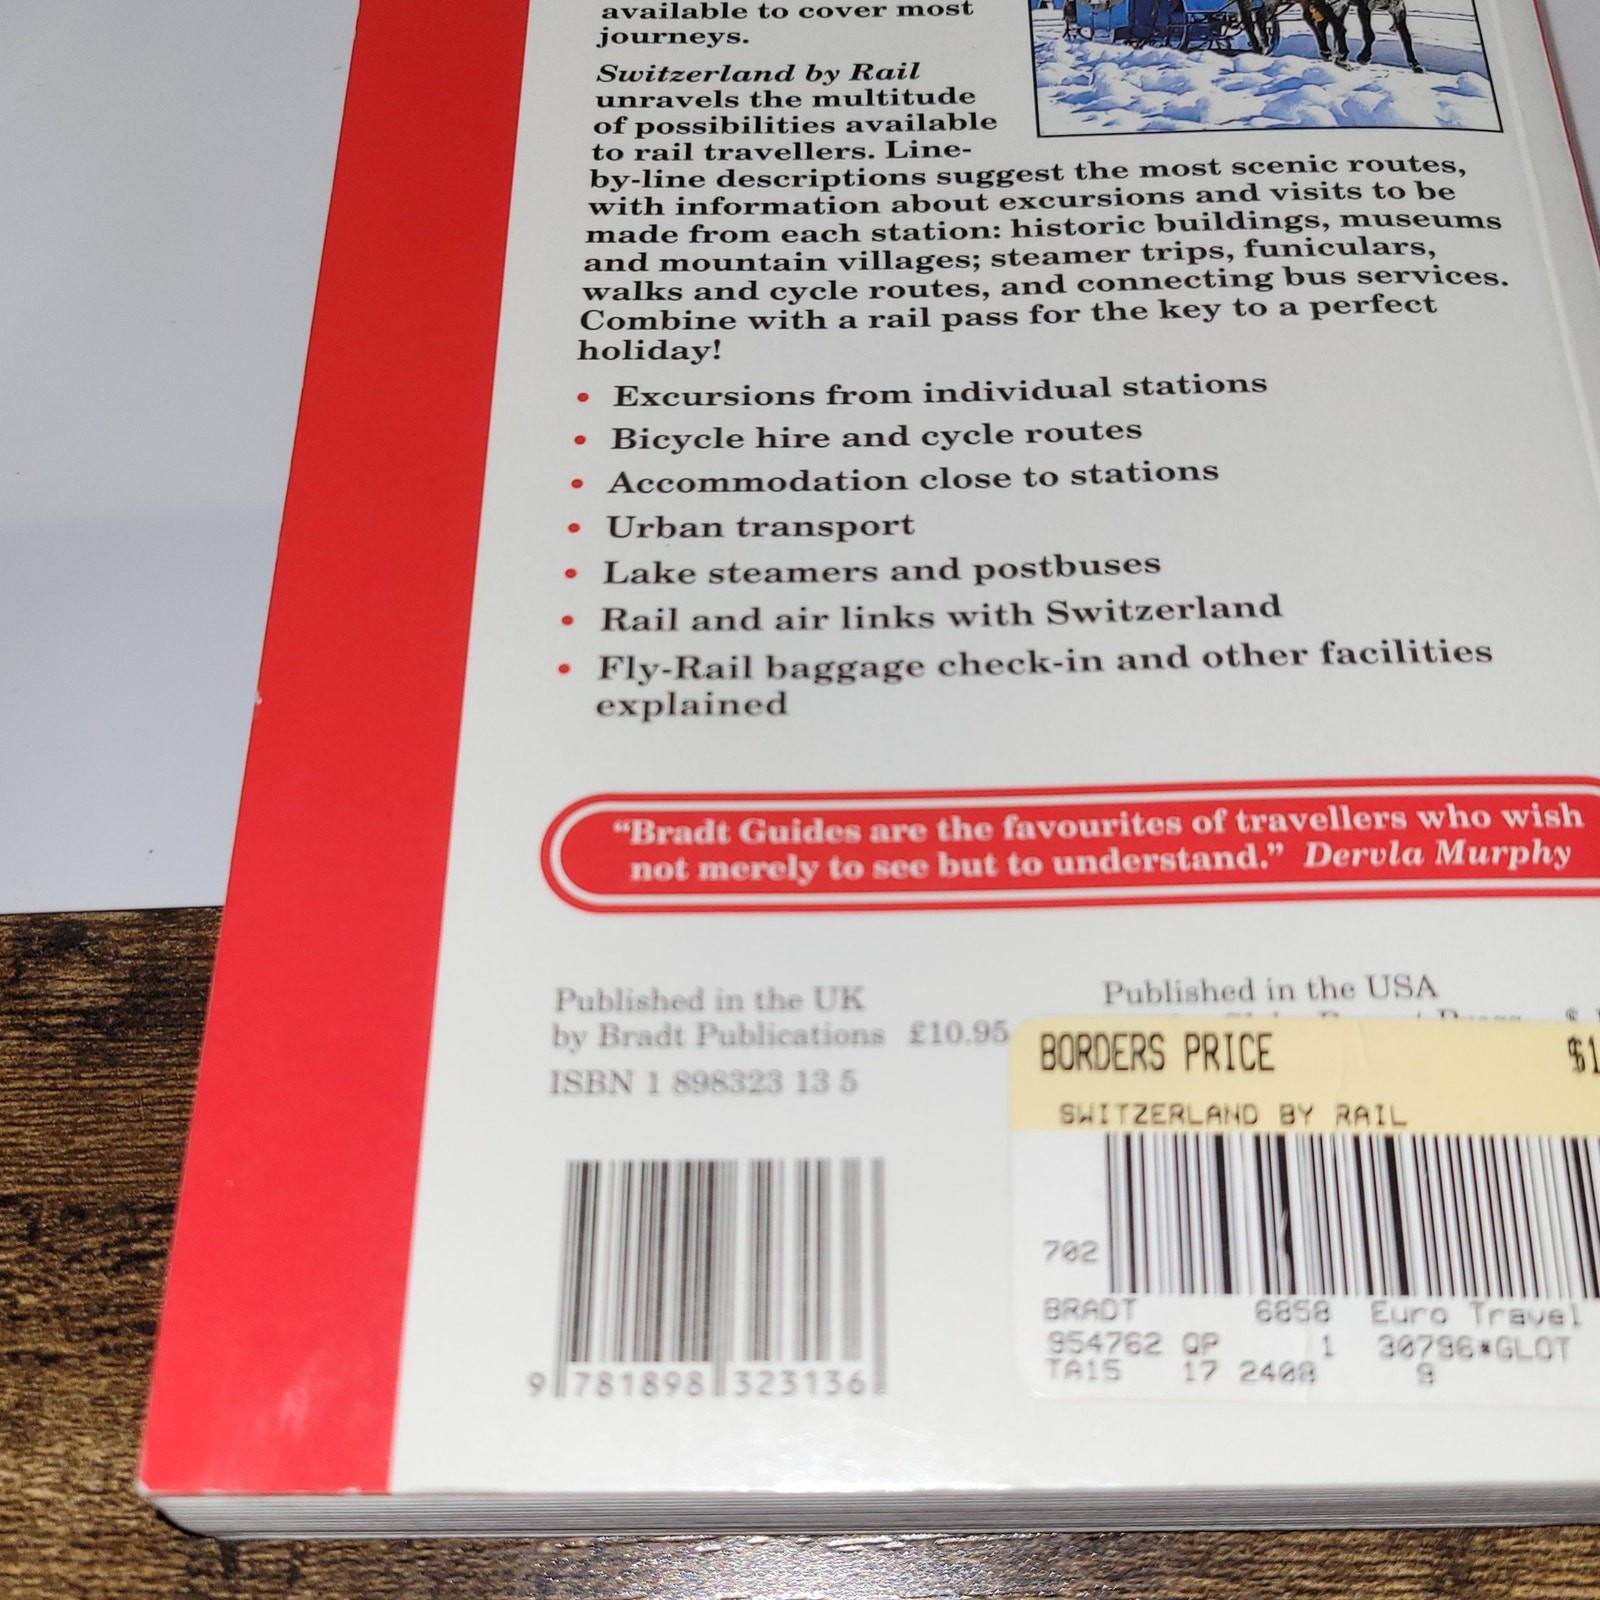 available to cover most
journeys.
Switzerland by Rail
unravels the multitude
of possibilities available
to rail travellers. Line-
by-line descriptions suggest the most scenic routes,
with information about excursions and visits to be
made from each station: historic buildings, museums
and mountain villages; steamer trips, funiculars,
walks and cycle routes, and connecting bus services.
Combine with a rail pass for the key to a perfect
holiday!
• Excursions from individual stations
• Bicycle hire and cycle routes
• Accommodation close to stations
• Urban transport
• Lake steamers and postbuses
• Rail and air links with Switzerland
• Fly-Rail baggage check-in and other facilities
explained
“Bradt Guides are the favourites of travellers who wish
not merely to see but to understand.” Dervla Murphy
Published in the UK
by Bradt Publications £10.95
ISBN 1 898323 13 5
9 781898 323136
Published in the USA
BORDERS PRICE $1
SWITZERLAND BY RAIL
702
BRADT 6858 Euro Travel
954762 QP 1 30796*GLOT
TA15 17 2408 9